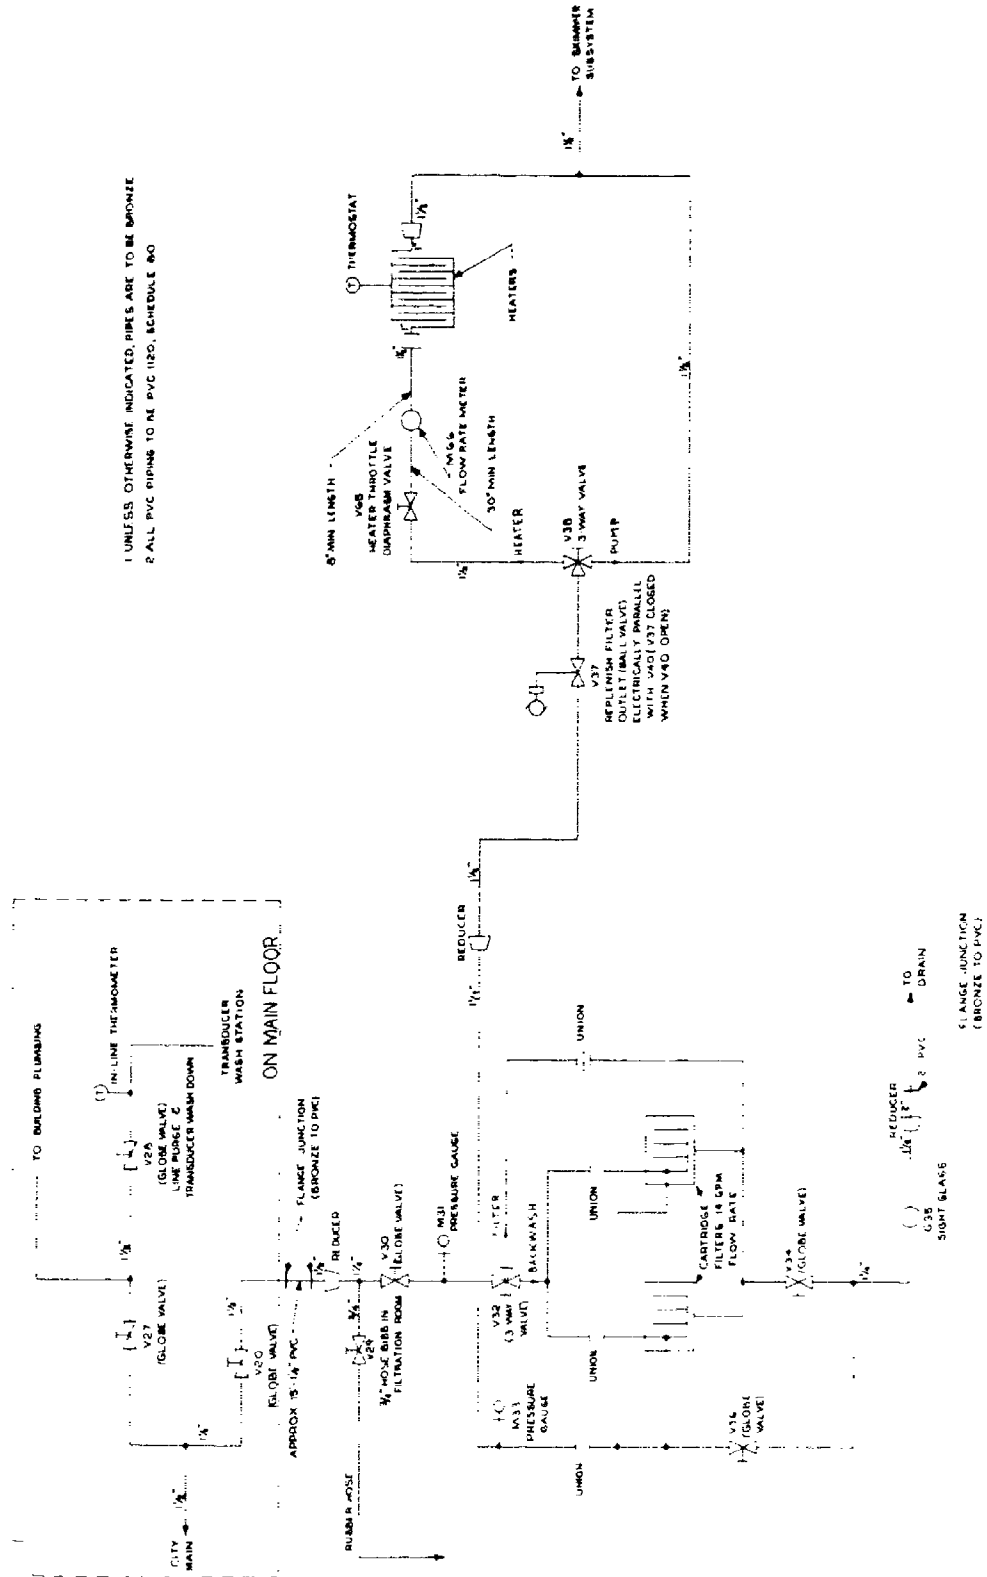 1 UNLESS OTHERWISE INDICATED, PIPES ARE TO BE BRONZE
2 ALL PVC PIPING TO BE PVC 1120, SCHEDULE 80
TO BUILDING PLUMBING
IN-LINE THERMOMETER
V28
(GLOBE VALVE)
LINE PURGE &
TRANSDUCER WASH DOWN
TRANSDUCER
WASH STATION
ON MAIN FLOOR
V27
(GLOBE VALVE)
V20
(GLOBE VALVE)
CITY
MAIN
APPROX 15'-1¼" PVC
FLANGE JUNCTION
(BRONZE TO PVC)
REDUCER
V29
RUBBER HOSE
¾" HOSE BIBB IN
FILTRATION ROOM
V30
(GLOBE VALVE)
M31
PRESSURE GAUGE
FILTER
BACKWASH
V32
(3 WAY
VALVE)
M33
PRESSURE
GAUGE
UNION
UNION
UNION
UNION
CARTRIDGE
FILTERS 14 GPM
FLOW RATE
V34
(GLOBE VALVE)
V36
(GLOBE
VALVE)
G35
SIGHT GLASS
REDUCER
2" PVC
TO
DRAIN
FLANGE JUNCTION
(BRONZE TO PVC)
REDUCER
V37
REPLENISH FILTER
OUTLET (BALL VALVE)
ELECTRICALLY PARALLEL
WITH V40 (V37 CLOSED
WHEN V40 OPEN)
V38
3-WAY VALVE
PUMP
HEATER
8" MIN LENGTH
V65
HEATER THROTTLE
DIAPHRAGM VALVE
M66
FLOW RATE METER
30" MIN LENGTH
T THERMOSTAT
HEATERS
TO SKIMMER
SUBSYSTEM